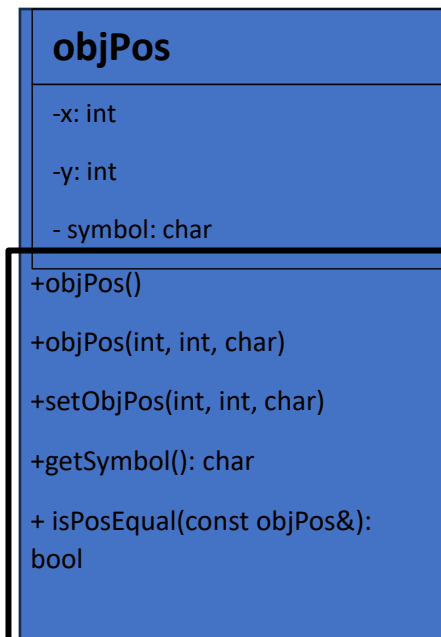 objPos
-x: int
-y: int
- symbol: char
+objPos()
+objPos(int, int, char)
+setObjPos(int, int, char)
+getSymbol(): char
+ isPosEqual(const objPos&):
bool